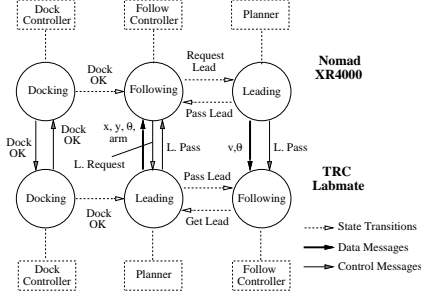 Dock
Controller
Follow
Controller
Planner
Request
Lead
Nomad
XR4000
Dock
OK
Docking
Following
Leading
Pass Lead
Dock
OK
Dock
OK
x, y, θ,
arm
L. Request
L. Pass
v,θ
L. Pass
TRC
Labmate
Pass Lead
Docking
Leading
Following
Dock
OK
Get Lead
State Transitions
Data Messages
Control Messages
Dock
Controller
Planner
Follow
Controller